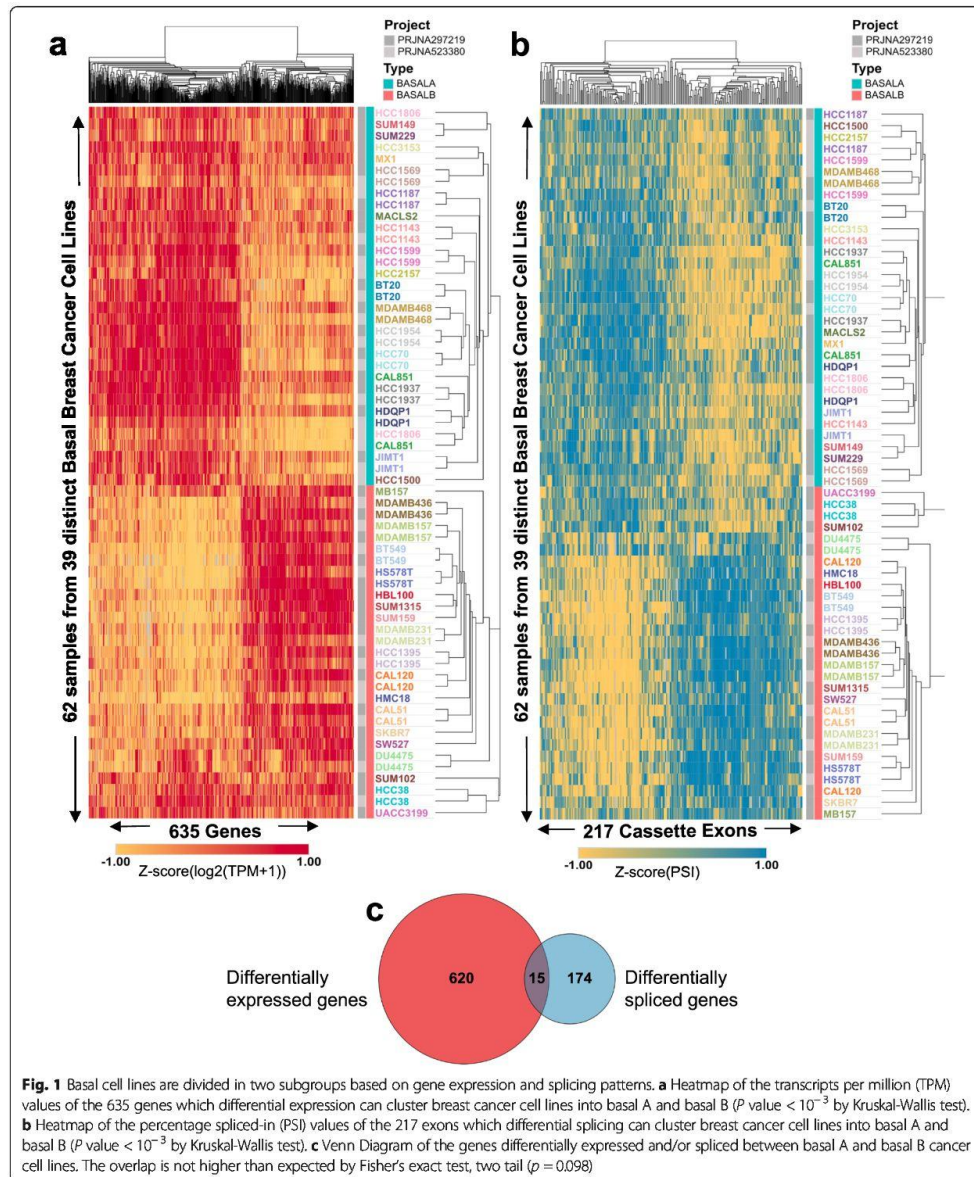 a
Project
PRJNA297219
PRJNA523380
Type
BASALA
BASALB
62 samples from 39 distinct Basal Breast Cancer Cell Lines
HCC1806
SUM149
SUM229
HCC3153
MX1
HCC1569
HCC1569
HCC1187
HCC1187
MACLS2
HCC1143
HCC1143
HCC1599
HCC1599
HCC2157
BT20
BT20
MDAMB468
MDAMB468
HCC1954
HCC1954
HCC70
HCC70
CAL851
HCC1937
HCC1937
HDQP1
HDQP1
HCC1806
CAL851
JIMT1
JIMT1
HCC1500
MB157
MDAMB436
MDAMB436
MDAMB157
MDAMB157
BT549
BT549
HS578T
HS578T
HBL100
SUM1315
SUM159
MDAMB231
MDAMB231
HCC1395
HCC1395
CAL120
CAL120
HMC18
CAL51
CAL51
SKBR7
SW527
DU4475
DU4475
SUM102
HCC38
HCC38
UACC3199
635 Genes
-1.00
1.00
Z-score(log2(TPM+1))
b
Project
PRJNA297219
PRJNA523380
Type
BASALA
BASALB
62 samples from 39 distinct Basal Breast Cancer Cell Lines
HCC1187
HCC1500
HCC2157
HCC1187
HCC1599
MDAMB468
MDAMB468
HCC1599
BT20
BT20
HCC3153
HCC1143
HCC1937
CAL851
HCC1954
HCC1954
HCC70
HCC70
HCC1937
MACLS2
MX1
CAL851
HDQP1
HCC1806
HCC1806
HDQP1
JIMT1
HCC1143
JIMT1
SUM149
SUM229
HCC1569
HCC1569
UACC3199
HCC38
HCC38
SUM102
DU4475
DU4475
CAL120
HMC18
HBL100
BT549
BT549
HCC1395
HCC1395
MDAMB436
MDAMB436
MDAMB157
MDAMB157
SUM1315
SW527
CAL51
CAL51
MDAMB231
MDAMB231
SUM159
HS578T
HS578T
CAL120
SKBR7
MB157
217 Cassette Exons
-1.00
1.00
Z-score(PSI)
c
Differentially
expressed genes
620
15
174
Differentially
spliced genes
Fig. 1 Basal cell lines are divided in two subgroups based on gene expression and splicing patterns. a Heatmap of the transcripts per million (TPM)
values of the 635 genes which differential expression can cluster breast cancer cell lines into basal A and basal B (P value < 10⁻³ by Kruskal-Wallis test).
b Heatmap of the percentage spliced-in (PSI) values of the 217 exons which differential splicing can cluster breast cancer cell lines into basal A and
basal B (P value < 10⁻³ by Kruskal-Wallis test). c Venn Diagram of the genes differentially expressed and/or spliced between basal A and basal B cancer
cell lines. The overlap is not higher than expected by Fisher's exact test, two tail (p = 0.098)